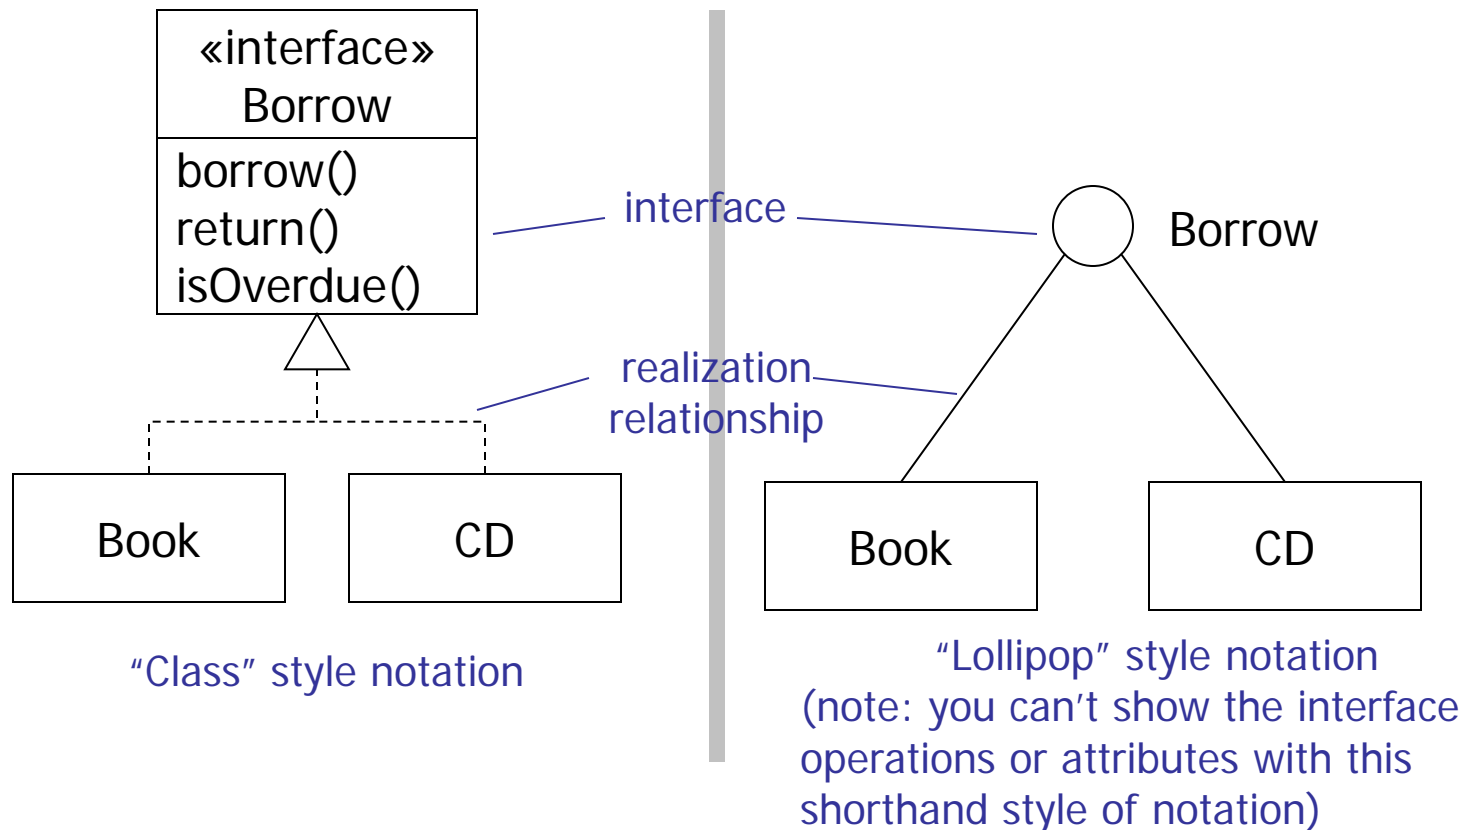 «interface»
Borrow
borrow()
return()
isOverdue()
Book
CD
“Class” style notation
interface
realization
relationship
Borrow
Book
CD
“Lollipop” style notation
(note: you can’t show the interface
operations or attributes with this
shorthand style of notation)